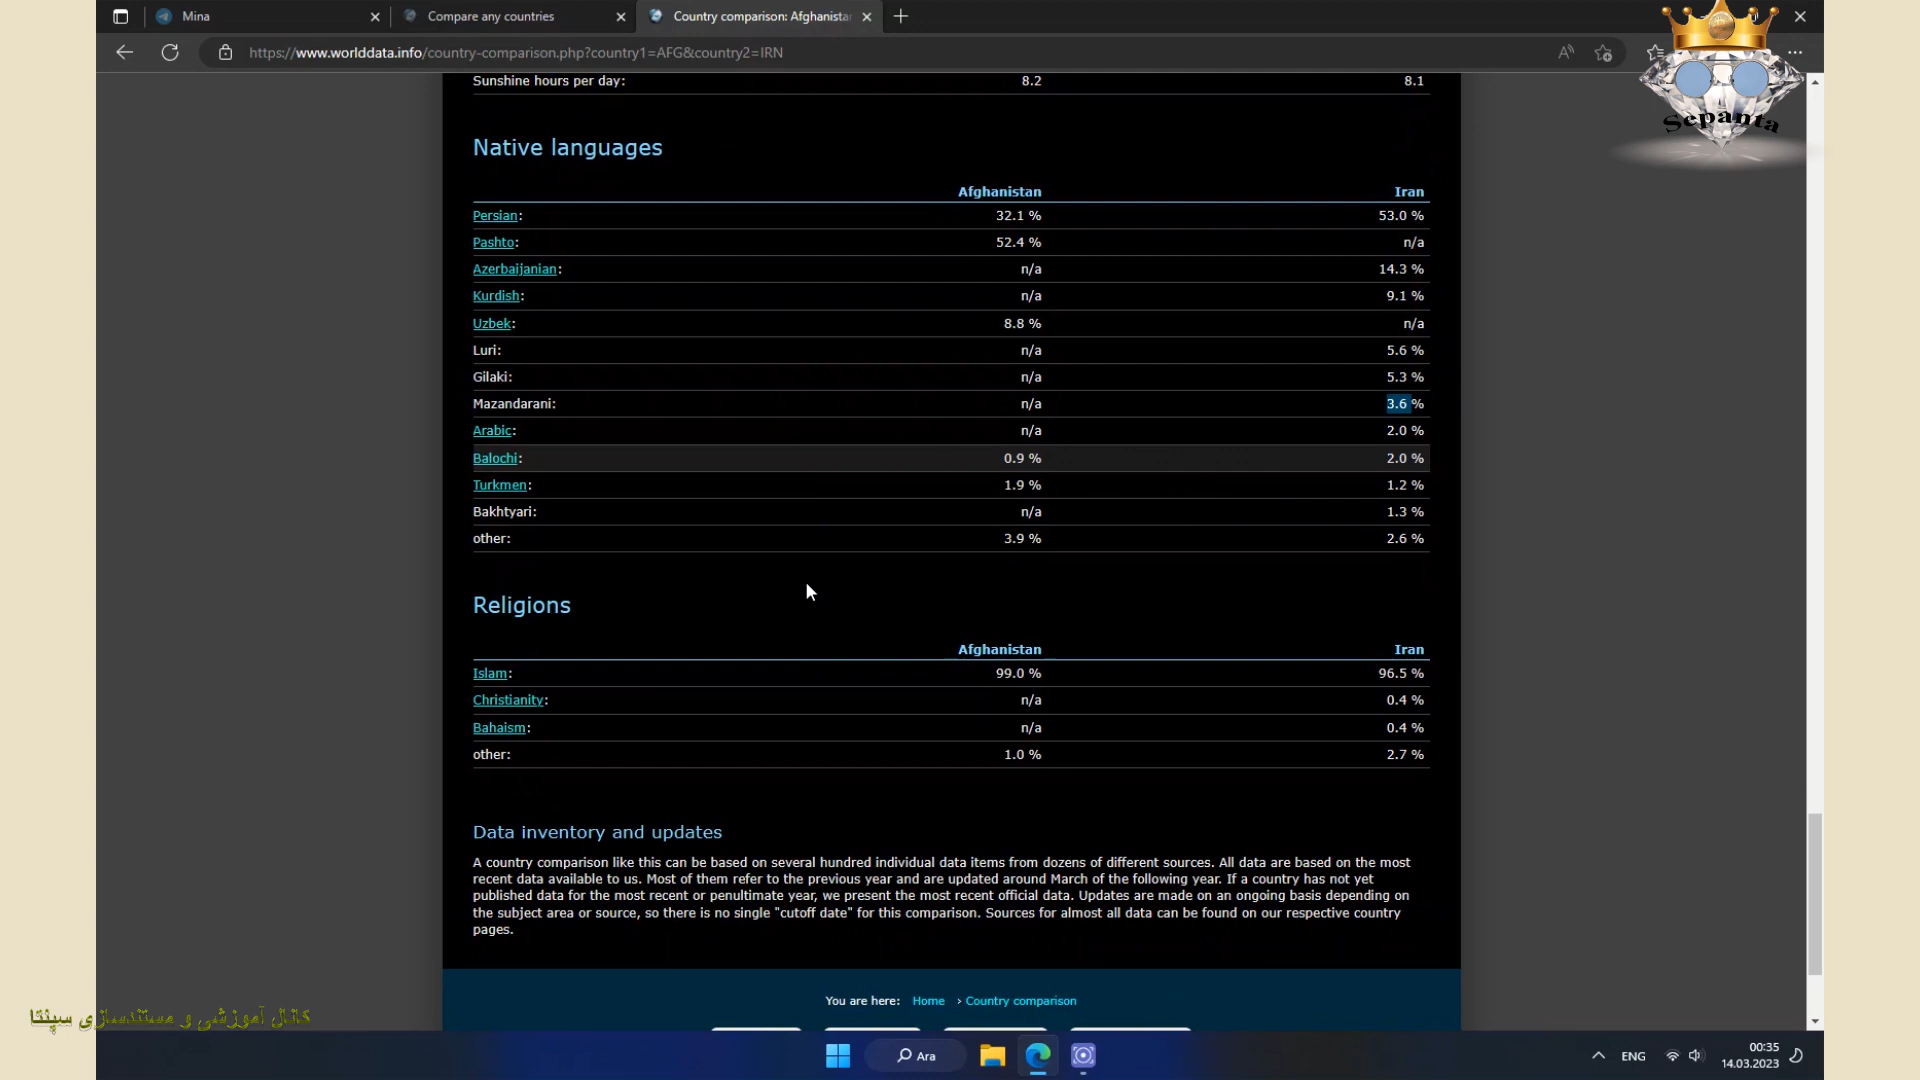 Mina
Compare any countries
Country comparison: Afghanista
https://www.worlddata.info/country-comparison.php?country1=AFG&country2=IRN
Sepanta
Sunshine hours per day: 8.2 8.1
Native languages
Afghanistan Iran
Persian: 32.1 % 53.0 %
Pashto: 52.4 % n/a
Azerbaijanian: n/a 14.3 %
Kurdish: n/a 9.1 %
Uzbek: 8.8 % n/a
Luri: n/a 5.6 %
Gilaki: n/a 5.3 %
Mazandarani: n/a 3.6 %
Arabic: n/a 2.0 %
Balochi: 0.9 % 2.0 %
Turkmen: 1.9 % 1.2 %
Bakhtyari: n/a 1.3 %
other: 3.9 % 2.6 %
Religions
Afghanistan Iran
Islam: 99.0 % 96.5 %
Christianity: n/a 0.4 %
Bahaism: n/a 0.4 %
other: 1.0 % 2.7 %
Data inventory and updates
A country comparison like this can be based on several hundred individual data items from dozens of different sources. All data are based on the most
recent data available to us. Most of them refer to the previous year and are updated around March of the following year. If a country has not yet
published data for the most recent or penultimate year, we present the most recent official data. Updates are made on an ongoing basis depending on
the subject area or source, so there is no single "cutoff date" for this comparison. Sources for almost all data can be found on our respective country
pages.
You are here: Home › Country comparison
کانال آموزشی و مستندسازی سپنتا
Ara
ENG
00:35
14.03.2023